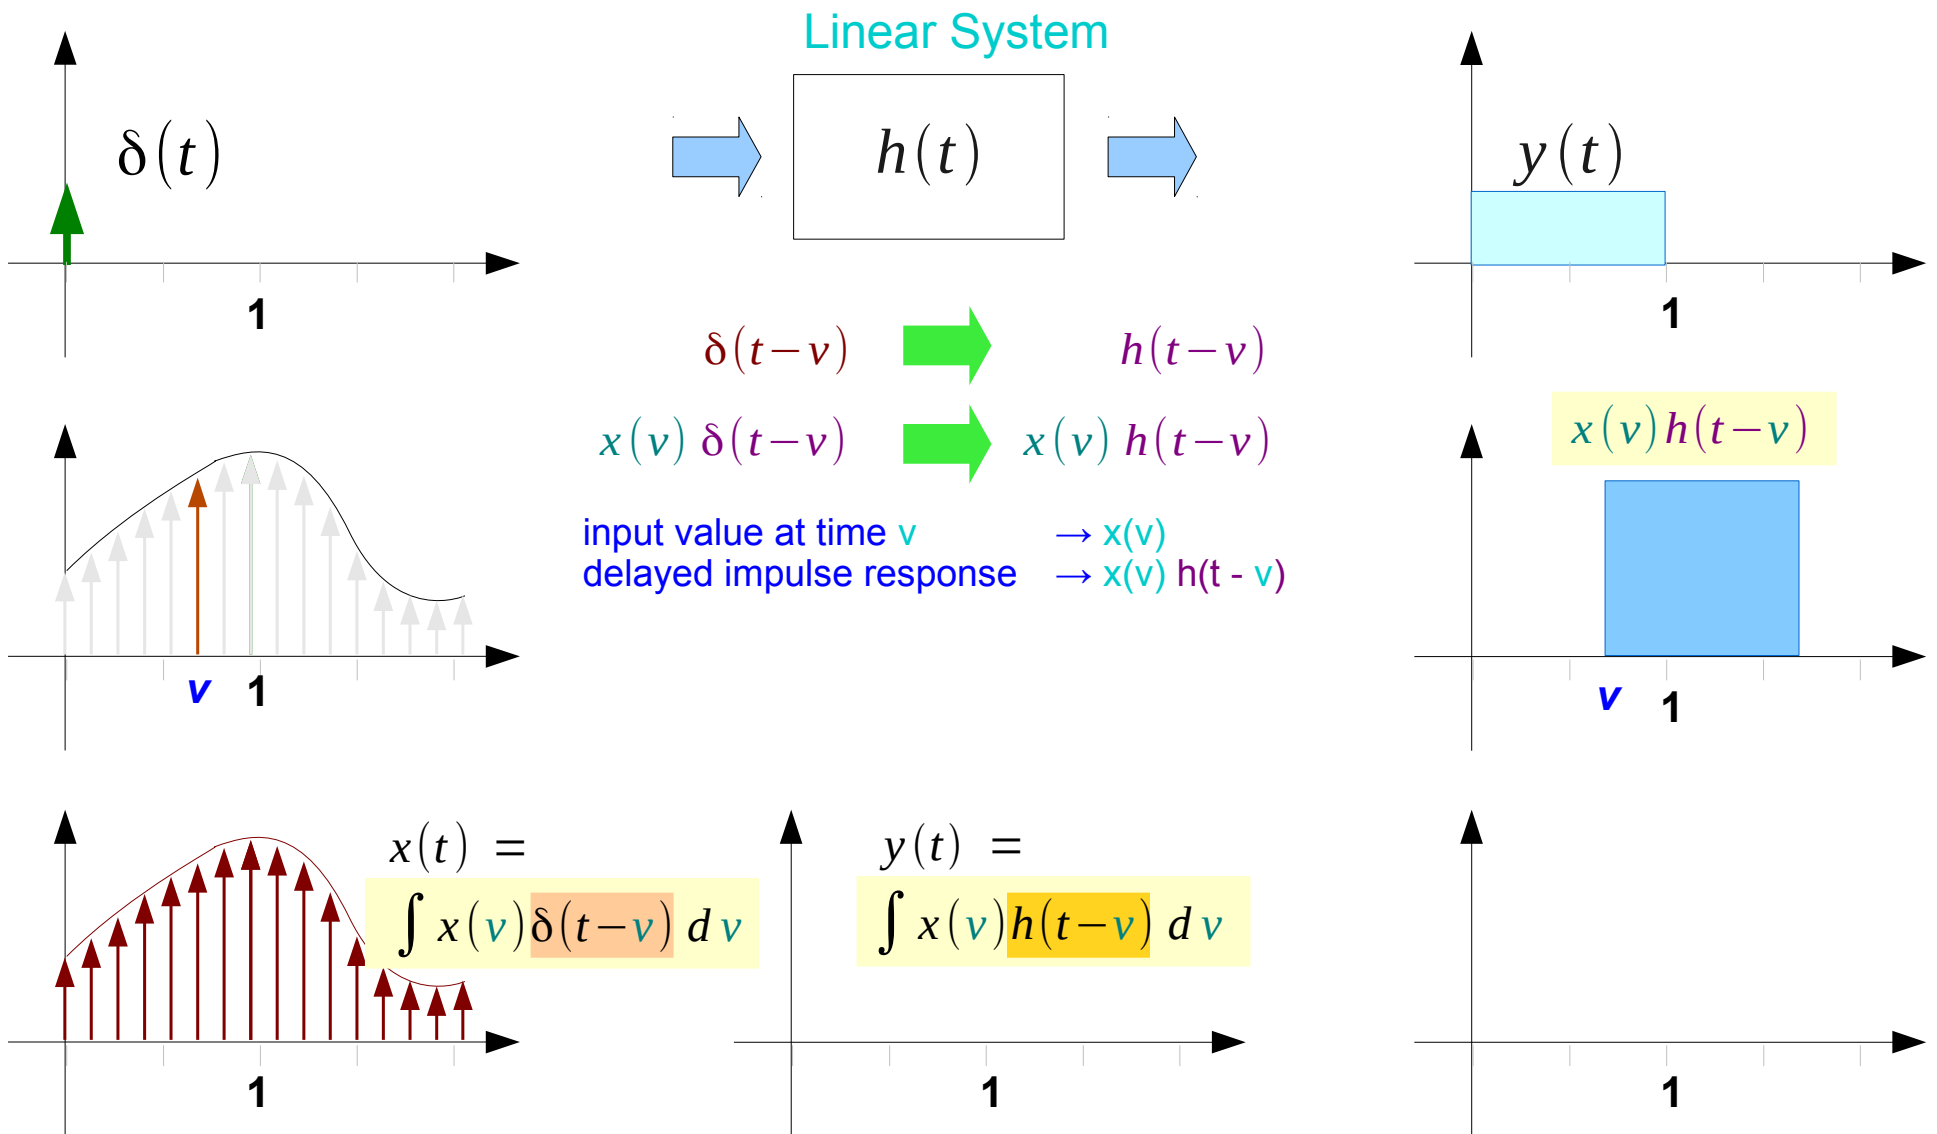 Linear System
δ(t)
h(t)
y(t)
1
1
δ(t−v) h(t−v)
x(v) δ(t−v) x(v) h(t−v)
x(v)h(t−v)
input value at time v → x(v)
delayed impulse response → x(v) h(t - v)
v 1
v 1
x(t) =
∫ x(v)δ(t−v) d v
y(t) =
∫ x(v)h(t−v) d v
1
1
1